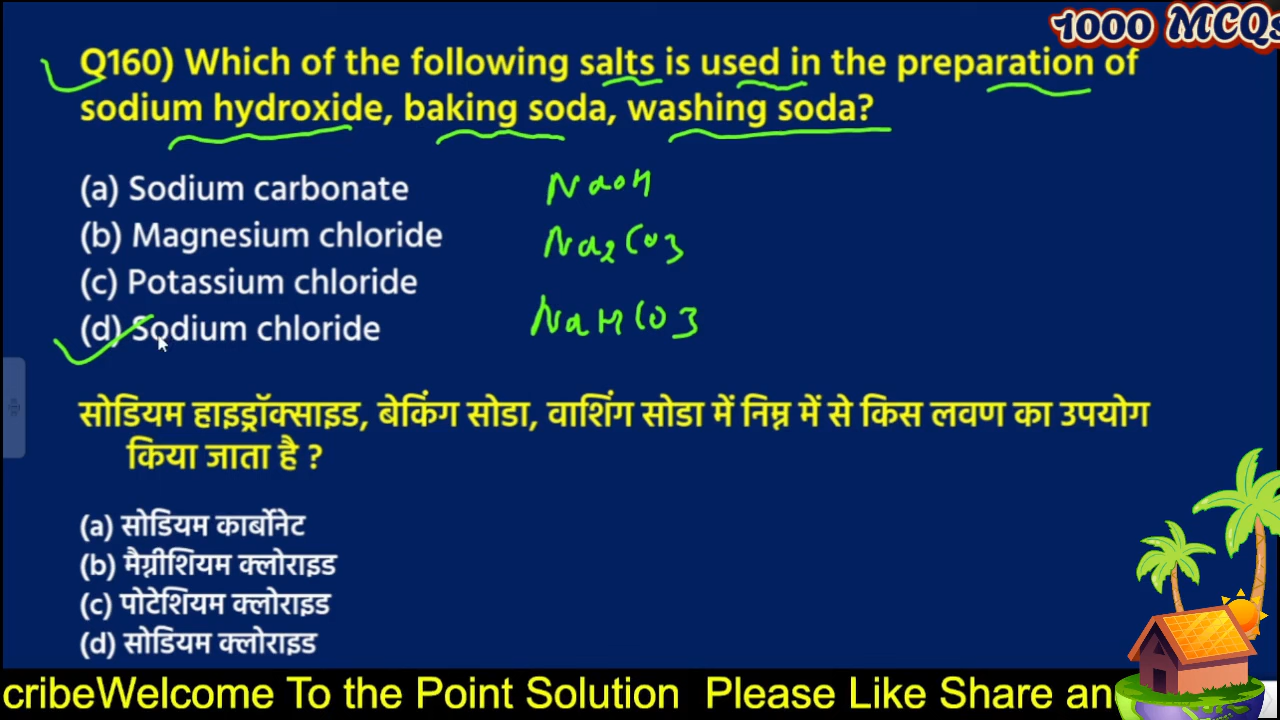 1000 MCQs
Q160) Which of the following salts is used in the preparation of
sodium hydroxide, baking soda, washing soda?
(a) Sodium carbonate
NaOH
(b) Magnesium chloride
Na2CO3
(c) Potassium chloride
(d) Sodium chloride
NaHCO3
सोडियम हाइड्रॉक्साइड, बेकिंग सोडा, वाशिंग सोडा में निम्न में से किस लवण का उपयोग
किया जाता है ?
(a) सोडियम कार्बोनेट
(b) मैग्नीशियम क्लोराइड
(c) पोटेशियम क्लोराइड
(d) सोडियम क्लोराइड
cribeWelcome To the Point Solution Please Like Share an